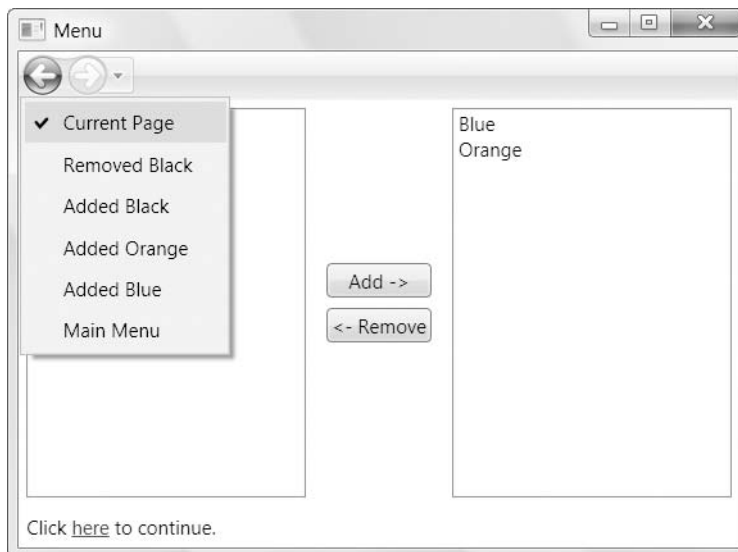 Menu
Current Page
Removed Black
Added Black
Added Orange
Added Blue
Main Menu
Blue
Orange
Add ->
<- Remove
Click here to continue.